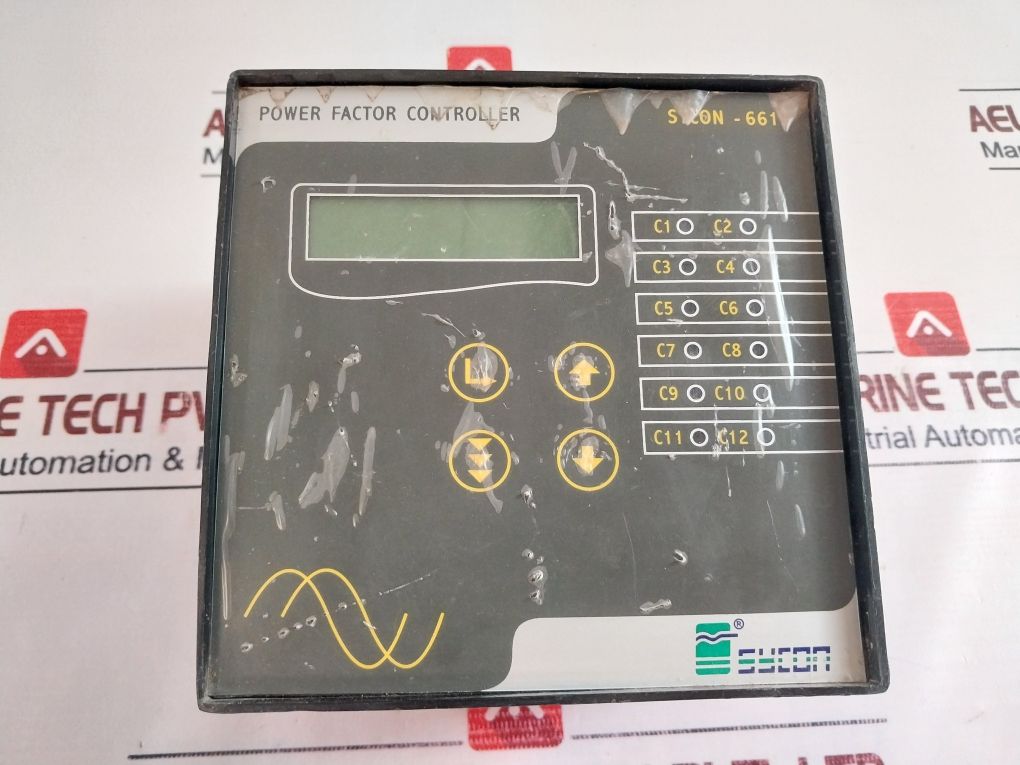 POWER FACTOR CONTROLLER
SYCON - 661
C1 C2
C3 C4
C5 C6
C7 C8
C9 C10
C11 C12
® SYCON
AEU
A
Ma
M
E TECH PV
RINE TEC
utomation &
trial Automa